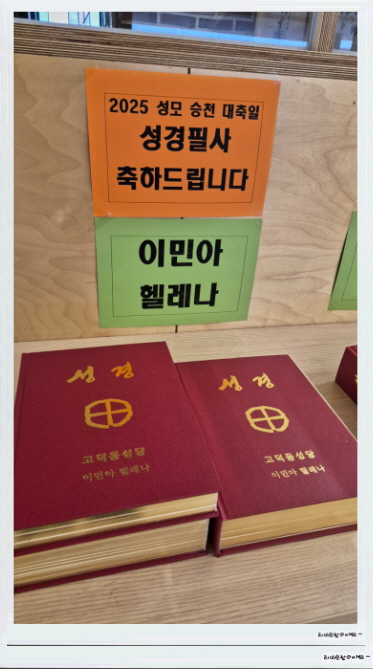 2025 성모 승천 대축일
성경필사
축하드립니다
이민아
헬레나
성경
고덕동성당
이민아 헬레나
성경
고덕동성당
이민아 헬레나